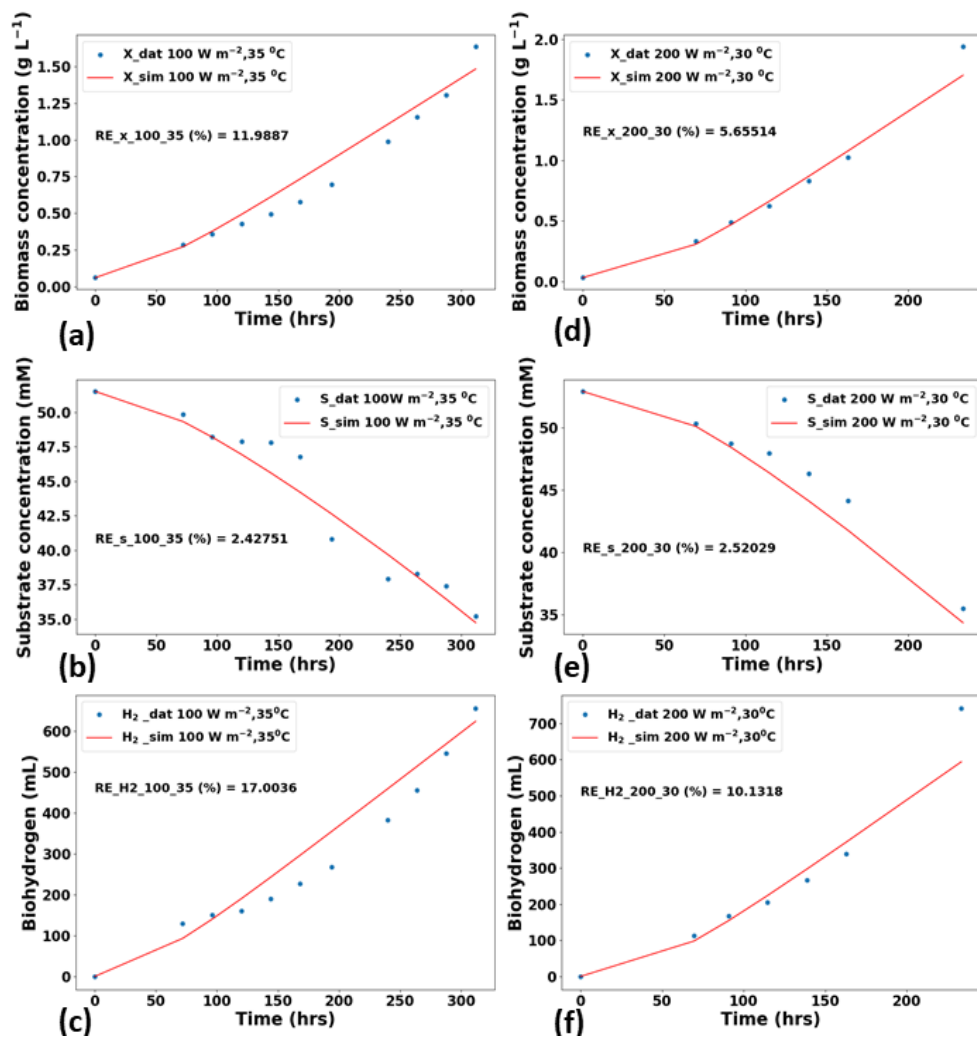 Biomass concentration (g L⁻¹)
X_dat 100 W m⁻²,35 ⁰C
X_sim 100 W m⁻²,35 ⁰C
RE_x_100_35 (%) = 11.9887
1.50
1.25
1.00
0.75
0.50
0.25
0.00
0 50 100 150 200 250 300
Time (hrs)
(a)
Biomass concentration (g L⁻¹)
X_dat 200 W m⁻²,30 ⁰C
X_sim 200 W m⁻²,30 ⁰C
RE_x_200_30 (%) = 5.65514
2.0
1.5
1.0
0.5
0.0
0 50 100 150 200
Time (hrs)
(d)
Substrate concentration (mM)
S_dat 100W m⁻²,35 ⁰C
S_sim 100 W m⁻²,35 ⁰C
RE_s_100_35 (%) = 2.42751
50.0
47.5
45.0
42.5
40.0
37.5
35.0
0 50 100 150 200 250 300
Time (hrs)
(b)
Substrate concentration (mM)
S_dat 200 W m⁻²,30 ⁰C
S_sim 200 W m⁻²,30 ⁰C
RE_s_200_30 (%) = 2.52029
50
45
40
35
0 50 100 150 200
Time (hrs)
(e)
Biohydrogen (mL)
H₂ _dat 100 W m⁻²,35⁰C
H₂ _sim 100 W m⁻²,35⁰C
RE_H2_100_35 (%) = 17.0036
600
500
400
300
200
100
0
0 50 100 150 200 250 300
Time (hrs)
(c)
Biohydrogen (mL)
H₂ _dat 200 W m⁻²,30⁰C
H₂ _sim 200 W m⁻²,30⁰C
RE_H2_200_30 (%) = 10.1318
700
600
500
400
300
200
100
0
0 50 100 150 200
Time (hrs)
(f)